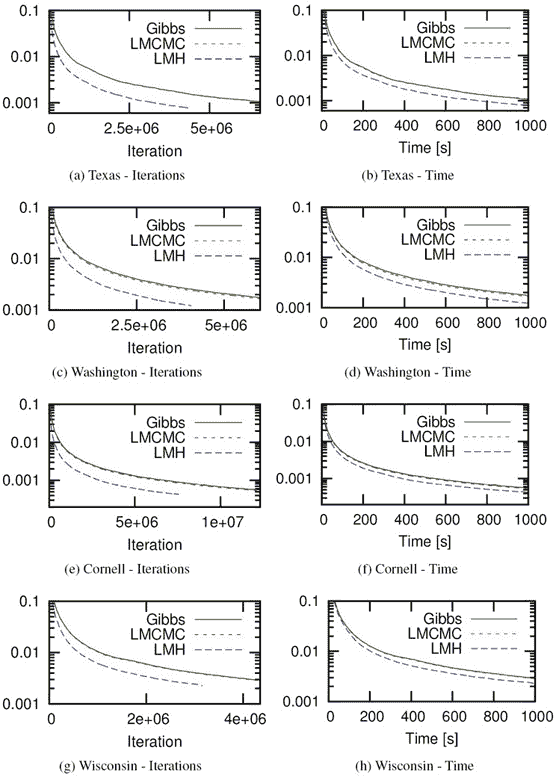 0.1
0.01
0.001
Gibbs
LMCMC
LMH
0 2.5e+06 5e+06
Iteration
(a) Texas - Iterations
0.1
0.01
0.001
Gibbs
LMCMC
LMH
0 200 400 600 800 1000
Time [s]
(b) Texas - Time
0.1
0.01
0.001
Gibbs
LMCMC
LMH
0 2.5e+06 5e+06
Iteration
(c) Washington - Iterations
0.1
0.01
0.001
Gibbs
LMCMC
LMH
0 200 400 600 800 1000
Time [s]
(d) Washington - Time
0.1
0.01
0.001
Gibbs
LMCMC
LMH
0 5e+06 1e+07
Iteration
(e) Cornell - Iterations
0.1
0.01
0.001
Gibbs
LMCMC
LMH
0 200 400 600 800 1000
Time [s]
(f) Cornell - Time
0.1
0.01
0.001
Gibbs
LMCMC
LMH
0 2e+06 4e+06
Iteration
(g) Wisconsin - Iterations
0.1
0.01
0.001
Gibbs
LMCMC
LMH
0 200 400 600 800 1000
Time [s]
(h) Wisconsin - Time